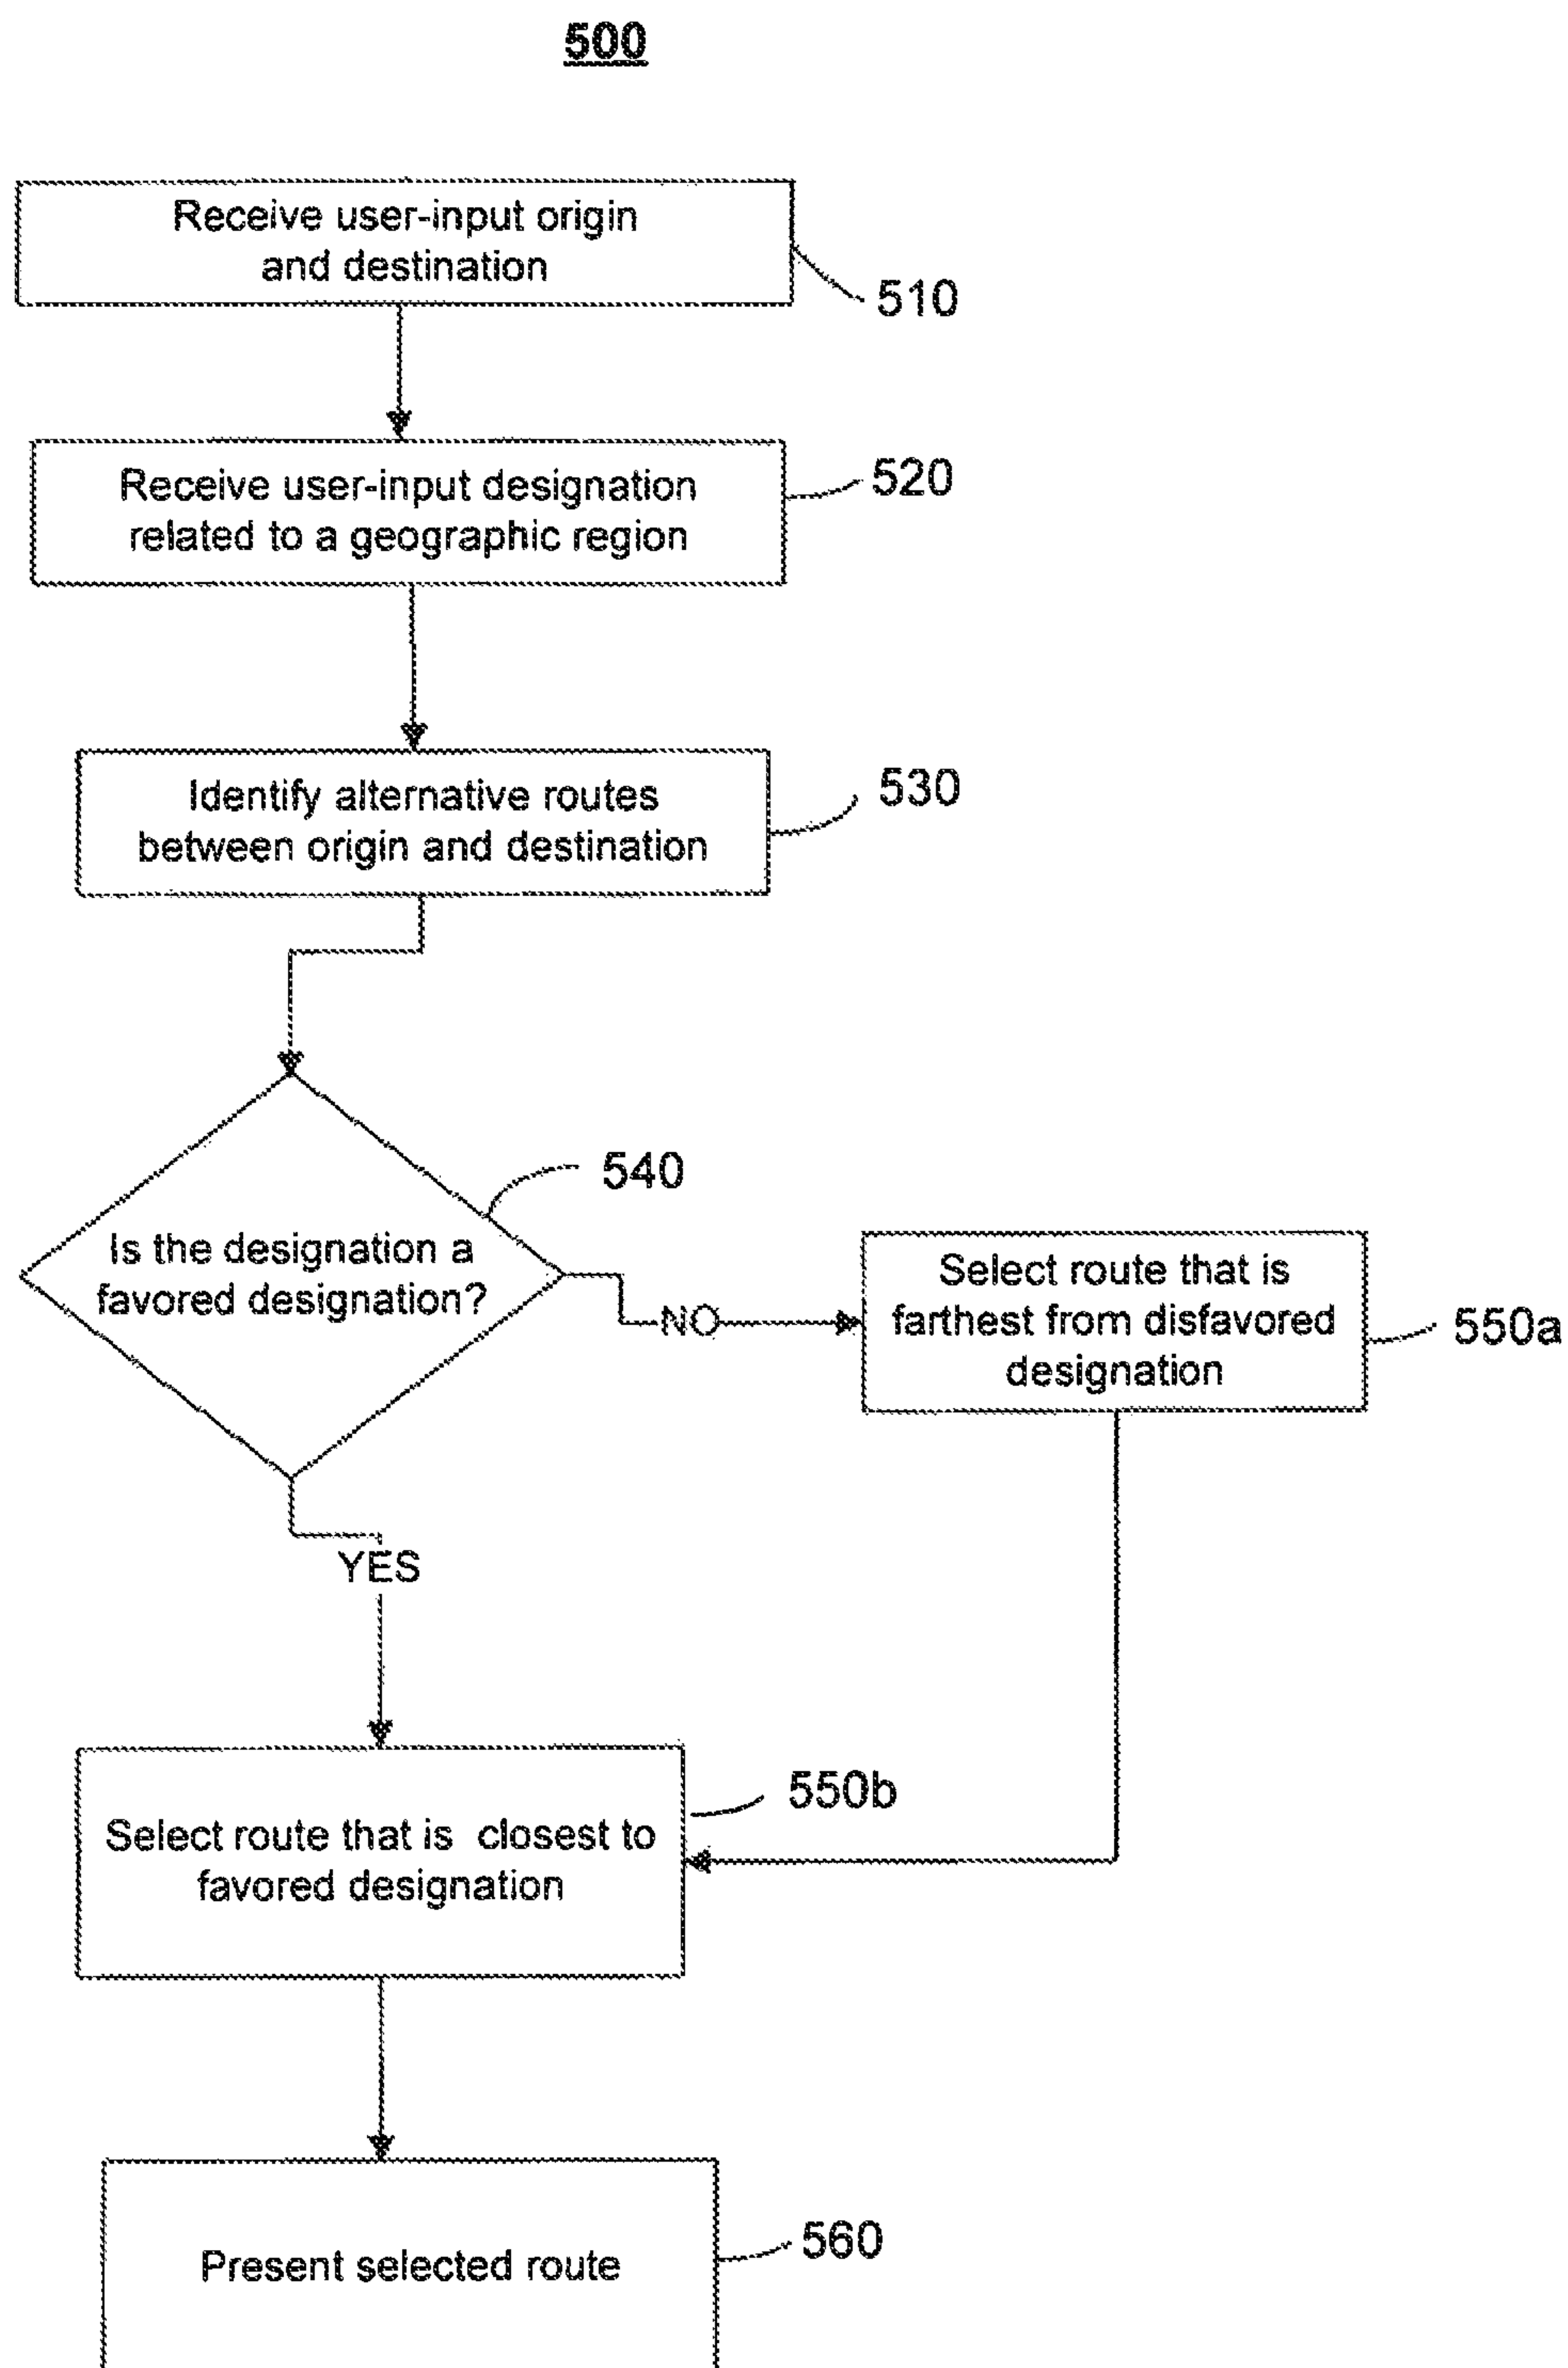 500
Receive user-input origin
and destination
510
Receive user-input designation
related to a geographic region
520
Identify alternative routes
between origin and destination
530
540
Is the designation a
favored designation?
NO
Select route that is
farthest from disfavored
designation
550a
YES
550b
Select route that is closest to
favored designation
Present selected route
560